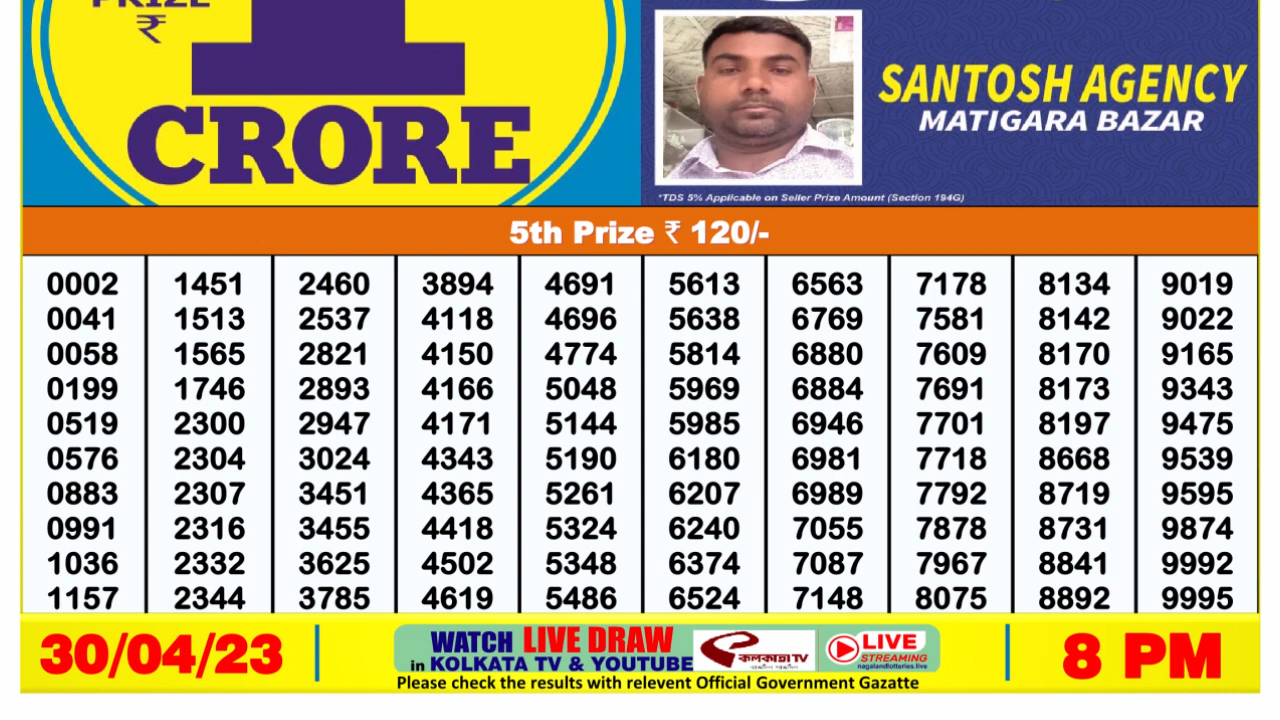 PRIZE
₹
1
CRORE
SANTOSH AGENCY
MATIGARA BAZAR
*TDS 5% Applicable on Seller Prize Amount (Section 194G)
5th Prize ₹ 120/-
0002 1451 2460 3894 4691 5613 6563 7178 8134 9019
0041 1513 2537 4118 4696 5638 6769 7581 8142 9022
0058 1565 2821 4150 4774 5814 6880 7609 8170 9165
0199 1746 2893 4166 5048 5969 6884 7691 8173 9343
0519 2300 2947 4171 5144 5985 6946 7701 8197 9475
0576 2304 3024 4343 5190 6180 6981 7718 8668 9539
0883 2307 3451 4365 5261 6207 6989 7792 8719 9595
0991 2316 3455 4418 5324 6240 7055 7878 8731 9874
1036 2332 3625 4502 5348 6374 7087 7967 8841 9992
1157 2344 3785 4619 5486 6524 7148 8075 8892 9995
30/04/23
WATCH LIVE DRAW
in KOLKATA TV & YOUTUBE
কলকাতা TV
LIVE
STREAMING
nagalandlotteries.live
Please check the results with relevent Official Government Gazatte
8 PM